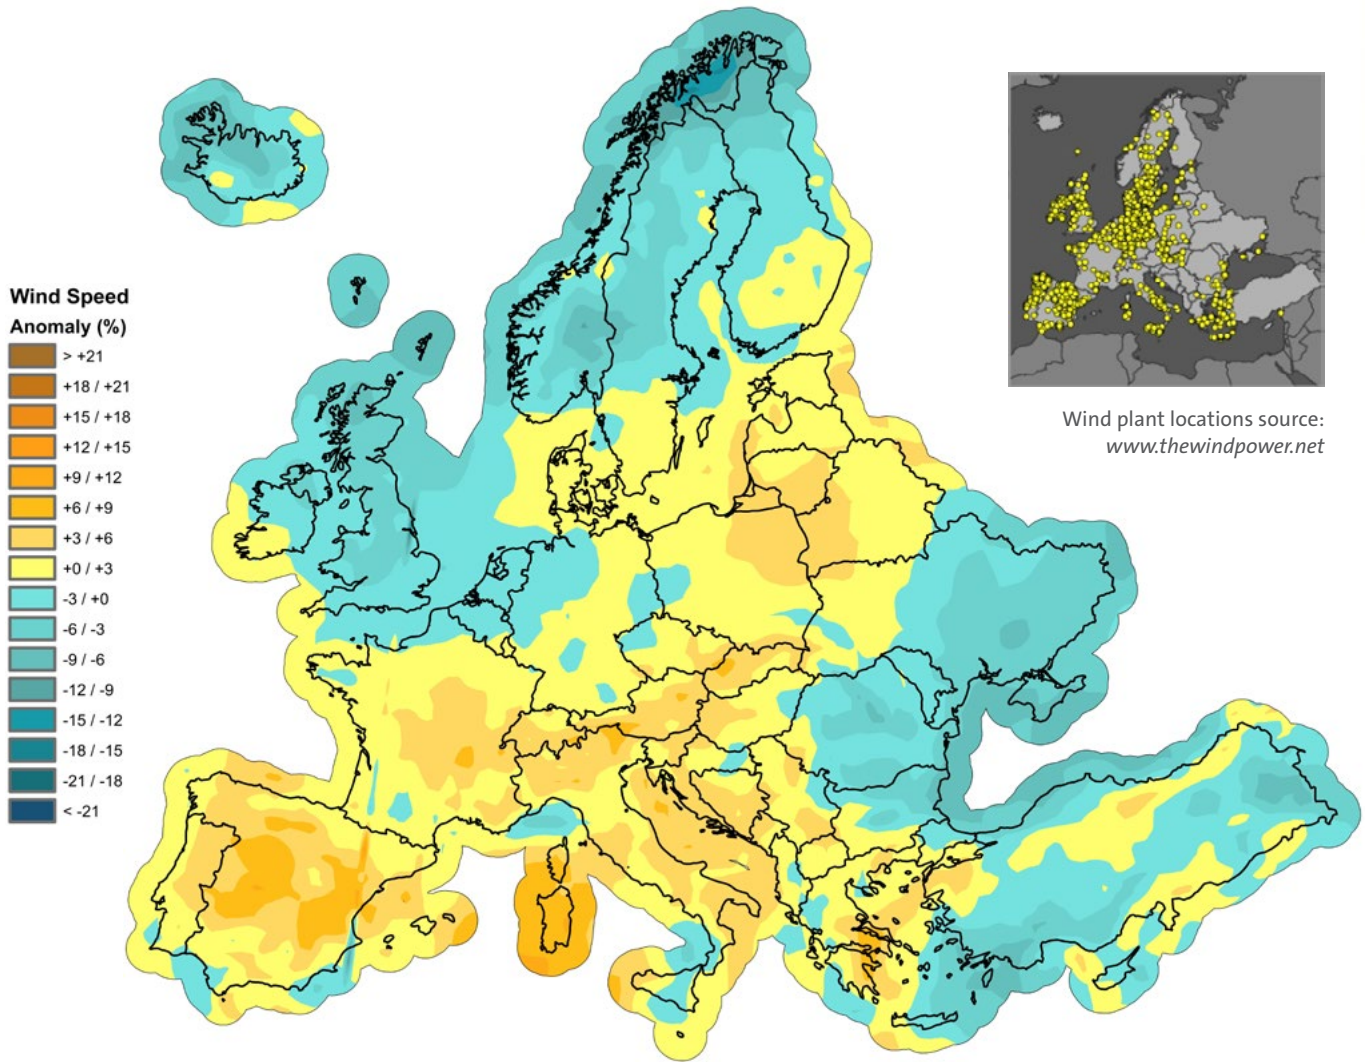 Wind Speed
Anomaly (%)
> +21
+18 / +21
+15 / +18
+12 / +15
+9 / +12
+6 / +9
+3 / +6
+0 / +3
-3 / +0
-6 / -3
-9 / -6
-12 / -9
-15 / -12
-18 / -15
-21 / -18
< -21
Wind plant locations source:
www.thewindpower.net